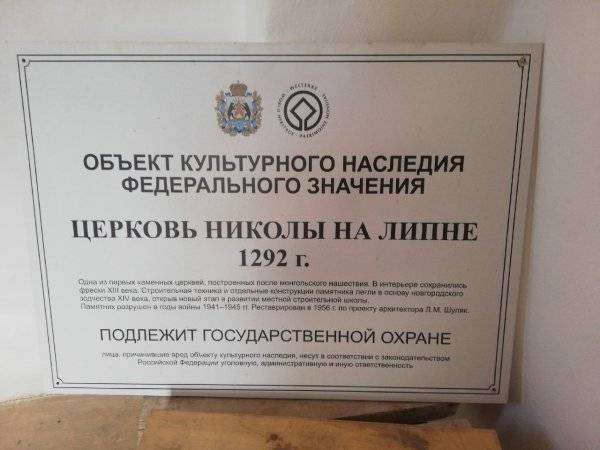 ОБЪЕКТ КУЛЬТУРНОГО НАСЛЕДИЯ
ФЕДЕРАЛЬНОГО ЗНАЧЕНИЯ
ЦЕРКОВЬ НИКОЛЫ НА ЛИПНЕ
1292 г.
Одна из первых каменных церквей, построенных после монгольского нашествия. В интерьере сохранились
фрески XIII века. Строительная техника и отдельные конструкции памятника легли в основу новгородского
зодчества XIV века, открыв новый этап в развитии местной строительной школы.
Памятник разрушен в годы войны 1941–1945 гг. Реставрирован в 1956 г. по проекту архитектора Л.М. Шуляк.
ПОДЛЕЖИТ ГОСУДАРСТВЕННОЙ ОХРАНЕ
лица, причинившие вред объекту культурного наследия, несут в соответствии с законодательством
Российской Федерации уголовную, административную и иную ответственность